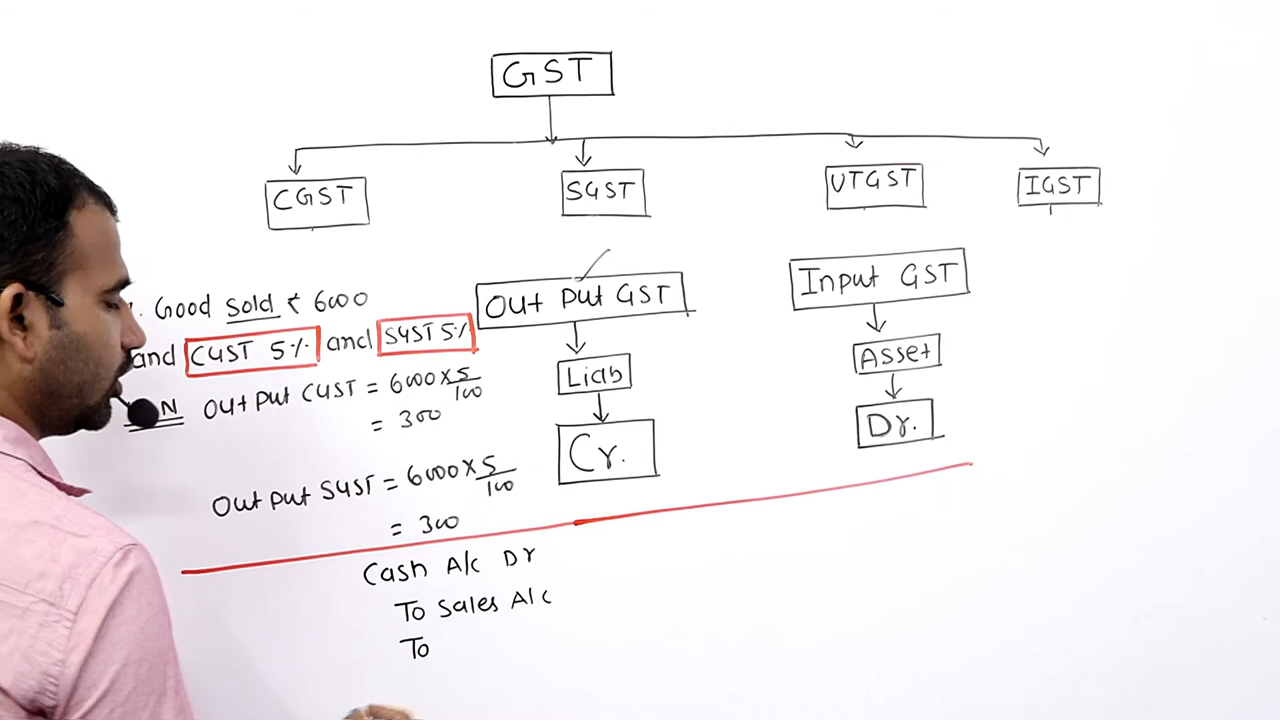 GST
CGST
SGST
UTGST
IGST
Good Sold ₹ 6000
and CGST 5% and SGST 5%
Out Put CGST = 6000 × 5/100
= 300
Out Put SGST = 6000 × 5/100
= 300
Out Put GST
Liab
Cr.
Input GST
Asset
Dr.
Cash A/c Dr
To Sales A/c
To